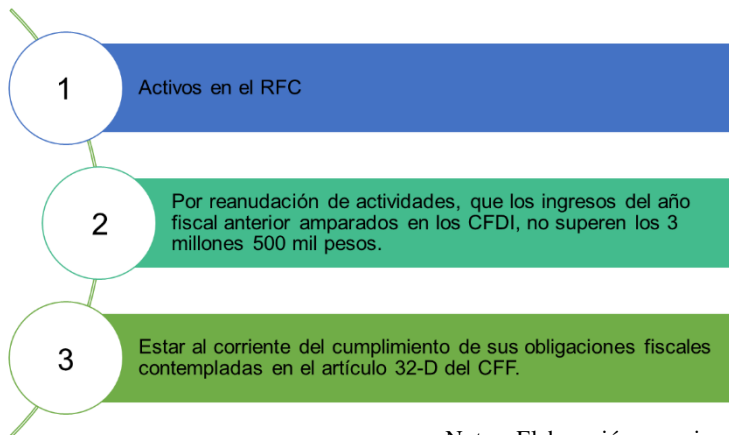 1
Activos en el RFC
2
Por reanudación de actividades, que los ingresos del año
fiscal anterior amparados en los CFDI, no superen los 3
millones 500 mil pesos.
3
Estar al corriente del cumplimiento de sus obligaciones fiscales
contempladas en el artículo 32-D del CFF.